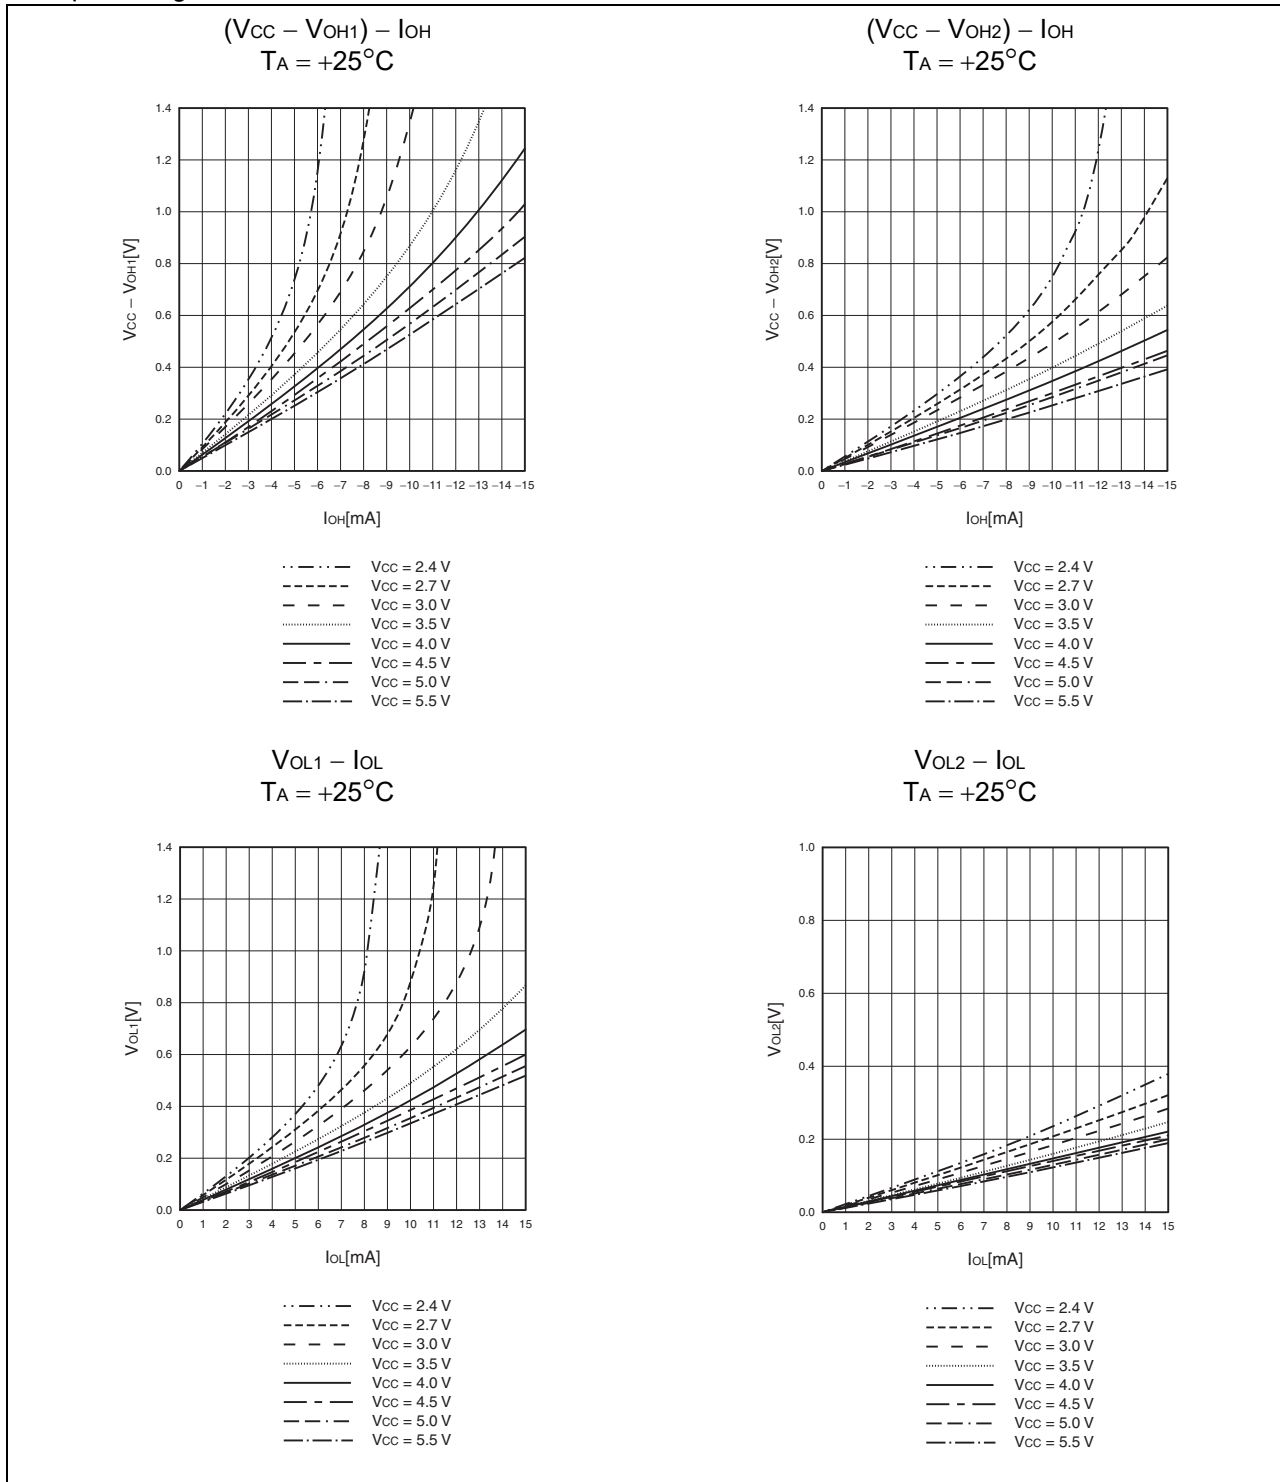 (VCC – VOH1) – IOH
TA = +25°C
1.4
1.2
1.0
0.8
0.6
0.4
0.2
0.0
VCC – VOH1[V]
0 –1 –2 –3 –4 –5 –6 –7 –8 –9 –10 –11 –12 –13 –14 –15
IOH[mA]
VCC = 2.4 V
VCC = 2.7 V
VCC = 3.0 V
VCC = 3.5 V
VCC = 4.0 V
VCC = 4.5 V
VCC = 5.0 V
VCC = 5.5 V
(VCC – VOH2) – IOH
TA = +25°C
1.4
1.2
1.0
0.8
0.6
0.4
0.2
0.0
VCC – VOH2[V]
0 –1 –2 –3 –4 –5 –6 –7 –8 –9 –10 –11 –12 –13 –14 –15
IOH[mA]
VCC = 2.4 V
VCC = 2.7 V
VCC = 3.0 V
VCC = 3.5 V
VCC = 4.0 V
VCC = 4.5 V
VCC = 5.0 V
VCC = 5.5 V
VOL1 – IOL
TA = +25°C
1.4
1.2
1.0
0.8
0.6
0.4
0.2
0.0
VOL1[V]
0 1 2 3 4 5 6 7 8 9 10 11 12 13 14 15
IOL[mA]
VCC = 2.4 V
VCC = 2.7 V
VCC = 3.0 V
VCC = 3.5 V
VCC = 4.0 V
VCC = 4.5 V
VCC = 5.0 V
VCC = 5.5 V
VOL2 – IOL
TA = +25°C
1.0
0.8
0.6
0.4
0.2
0.0
VOL2[V]
0 1 2 3 4 5 6 7 8 9 10 11 12 13 14 15
IOL[mA]
VCC = 2.4 V
VCC = 2.7 V
VCC = 3.0 V
VCC = 3.5 V
VCC = 4.0 V
VCC = 4.5 V
VCC = 5.0 V
VCC = 5.5 V